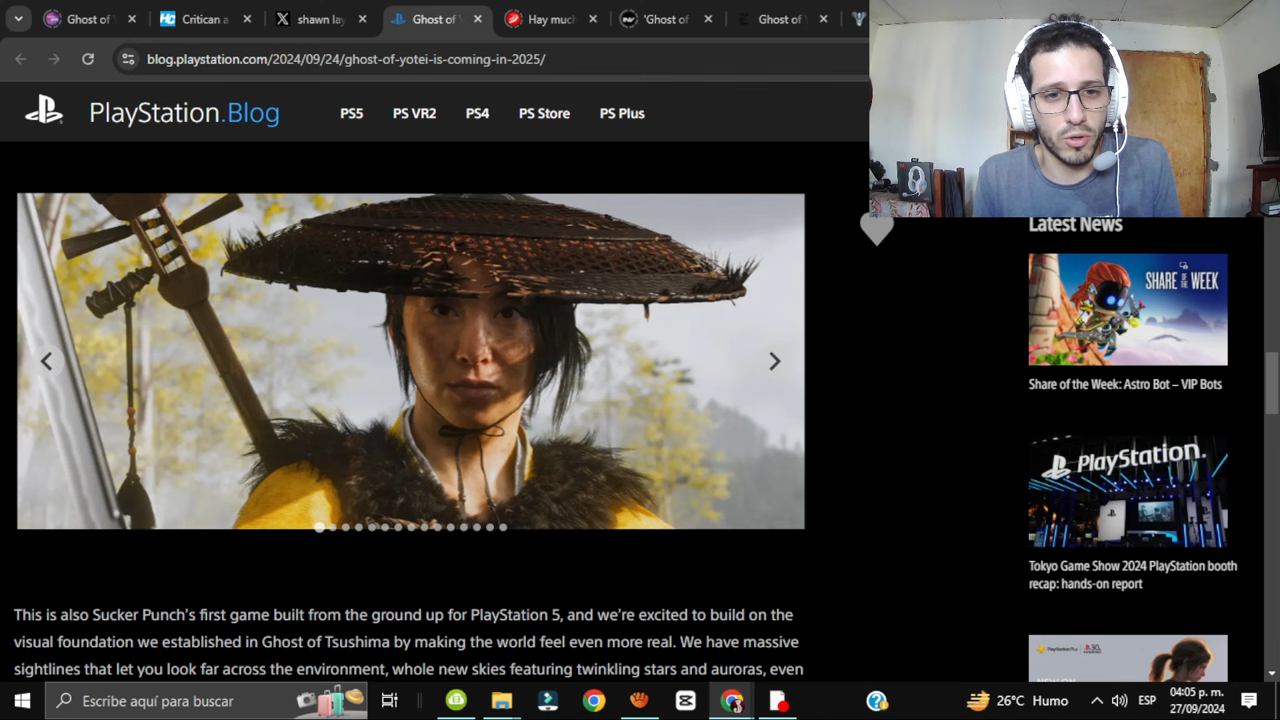 Ghost of
Critican a
shawn lay
Ghost of
Hay much
'Ghost of
Ghost of
blog.playstation.com/2024/09/24/ghost-of-yotei-is-coming-in-2025/
PlayStation.Blog
PS5
PS VR2
PS4
PS Store
PS Plus
Latest News
SHARE OF THE WEEK
Share of the Week: Astro Bot – VIP Bots
PlayStation.
Tokyo Game Show 2024 PlayStation booth
recap: hands-on report
This is also Sucker Punch's first game built from the ground up for PlayStation 5, and we're excited to build on the
visual foundation we established in Ghost of Tsushima by making the world feel even more real. We have massive
sightlines that let you look far across the environment, whole new skies featuring twinkling stars and auroras, even
PlayStation Plus
NEW ON
Escribe aquí para buscar
26°C Humo
ESP
04:05 p. m.
27/09/2024